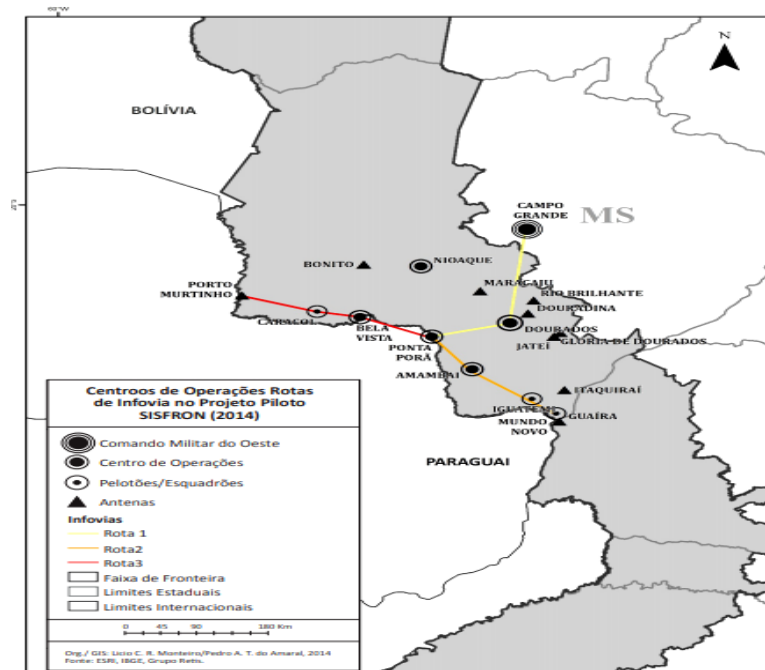 60°W
N
BOLÍVIA
CAMPO
GRANDE
MS
NIOAQUE
BONITO
MARACAJU
PORTO
MURTINHO
RIO BRILHANTE
DOURADINA
CARACOL
BELA
VISTA
DOURADOS
PONTA
PORÃ
JATEÍ
GLÓRIA DE DOURADOS
AMAMBAI
ITAQUIRAÍ
IGUATEMI
GUAÍRA
MUNDO
NOVO
PARAGUAI
Centroos de Operações Rotas
de Infovia no Projeto Piloto
SISFRON (2014)
Comando Militar do Oeste
Centro de Operações
Pelotões/Esquadrões
Antenas
Infovias
Rota 1
Rota2
Rota3
Faixa de Fronteira
Limites Estaduais
Limites Internacionais
0 45 90 180 Km
Org./ GIS: Licio C. R. Monteiro/Pedro A. T. do Amaral, 2014
Fonte: ESRI, IBGE, Grupo Retis.